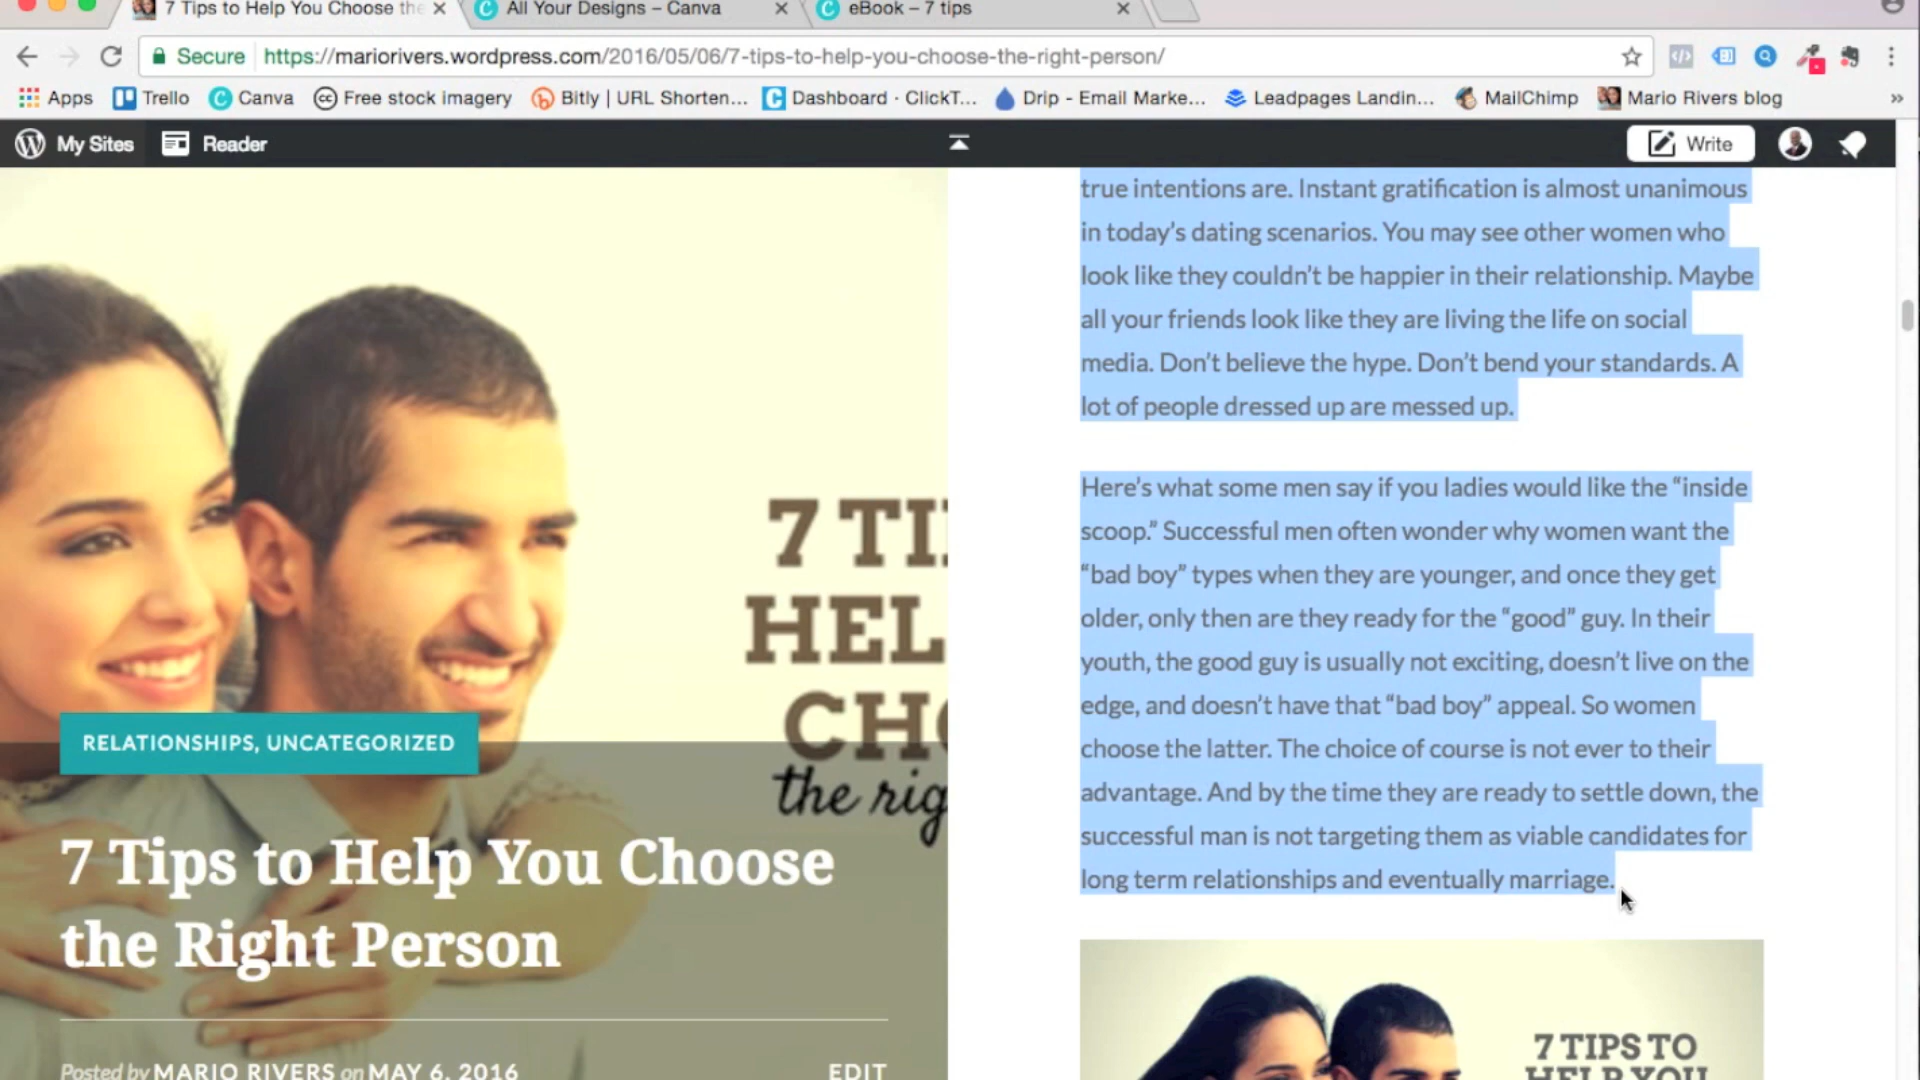 7 Tips to Help You Choose the
All Your Designs – Canva
eBook – 7 tips
Secure https://mariorivers.wordpress.com/2016/05/06/7-tips-to-help-you-choose-the-right-person/
Apps Trello Canva Free stock imagery Bitly | URL Shorten... Dashboard · ClickT... Drip - Email Marke... Leadpages Landin... MailChimp Mario Rivers blog »
My Sites Reader Write
true intentions are. Instant gratification is almost unanimous
in today’s dating scenarios. You may see other women who
look like they couldn’t be happier in their relationship. Maybe
all your friends look like they are living the life on social
media. Don’t believe the hype. Don’t bend your standards. A
lot of people dressed up are messed up.
Here’s what some men say if you ladies would like the “inside
scoop.” Successful men often wonder why women want the
“bad boy” types when they are younger, and once they get
older, only then are they ready for the “good” guy. In their
youth, the good guy is usually not exciting, doesn’t live on the
edge, and doesn’t have that “bad boy” appeal. So women
choose the latter. The choice of course is not ever to their
advantage. And by the time they are ready to settle down, the
successful man is not targeting them as viable candidates for
long term relationships and eventually marriage.
7 TI
HEL
CHO
the rig
RELATIONSHIPS, UNCATEGORIZED
7 Tips to Help You Choose
the Right Person
Posted by MARIO RIVERS on MAY 6, 2016
EDIT
7 TIPS TO
HELP YOU